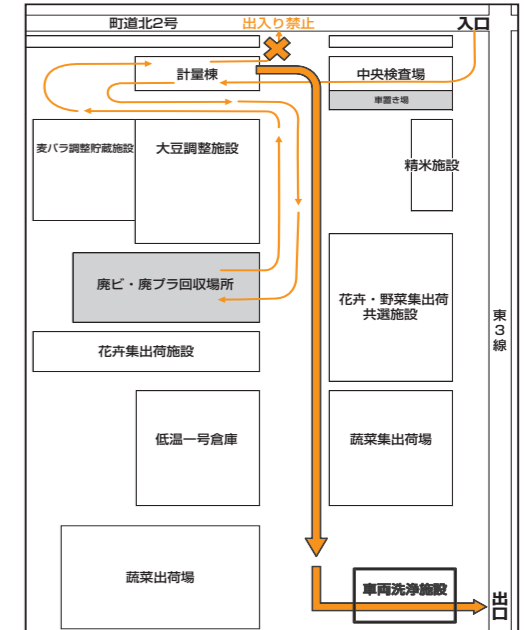 町道北2号
出入り禁止
入口
計量棟
中央検査場
車置き場
麦バラ調整貯蔵施設
大豆調整施設
精米施設
廃ビ・廃プラ回収場所
花卉・野菜集出荷
共選施設
東3線
花卉集出荷施設
低温一号倉庫
蔬菜集出荷場
蔬菜出荷場
車両洗浄施設
出口